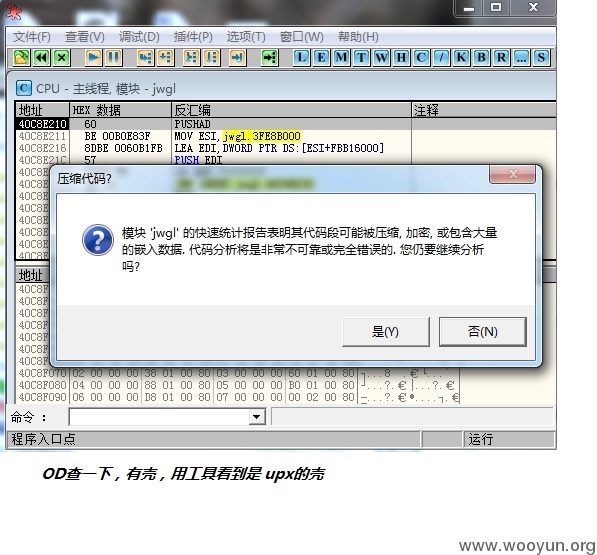 文件(F) 查看(V) 调试(D) 插件(P) 选项(T) 窗口(W) 帮助(H)
L E M T W H C / K B R ... S
C CPU - 主线程, 模块 - jwgl
地址 HEX 数据 反汇编 注释
40C8E210 60 PUSHAD
40C8E211 BE 00B0E83F MOV ESI,jwgl.3FE8B000
40C8E216 8DBE 0060B1FB LEA EDI,DWORD PTR DS:[ESI+FBB16000]
40C8E21C 57 PUSH EDI
压缩代码?
模块 'jwgl' 的快速统计报告表明其代码段可能被压缩, 加密, 或包含大量
的嵌入数据. 代码分析将是非常不可靠或完全错误的. 您仍要继续分析
吗?
是(Y) 否(N)
地址
40C8F070 02 00 00 00 38 01 00 80 03 00 00 00 60 01 00 80
40C8F080 04 00 00 00 88 01 00 80 05 00 00 00 B0 01 00 80
40C8F090 06 00 00 00 D8 01 00 80 07 00 00 00 00 02 00 80
命令 :
程序入口点 运行
OD查一下，有壳，用工具看到是 upx的壳
www.wooyun.org